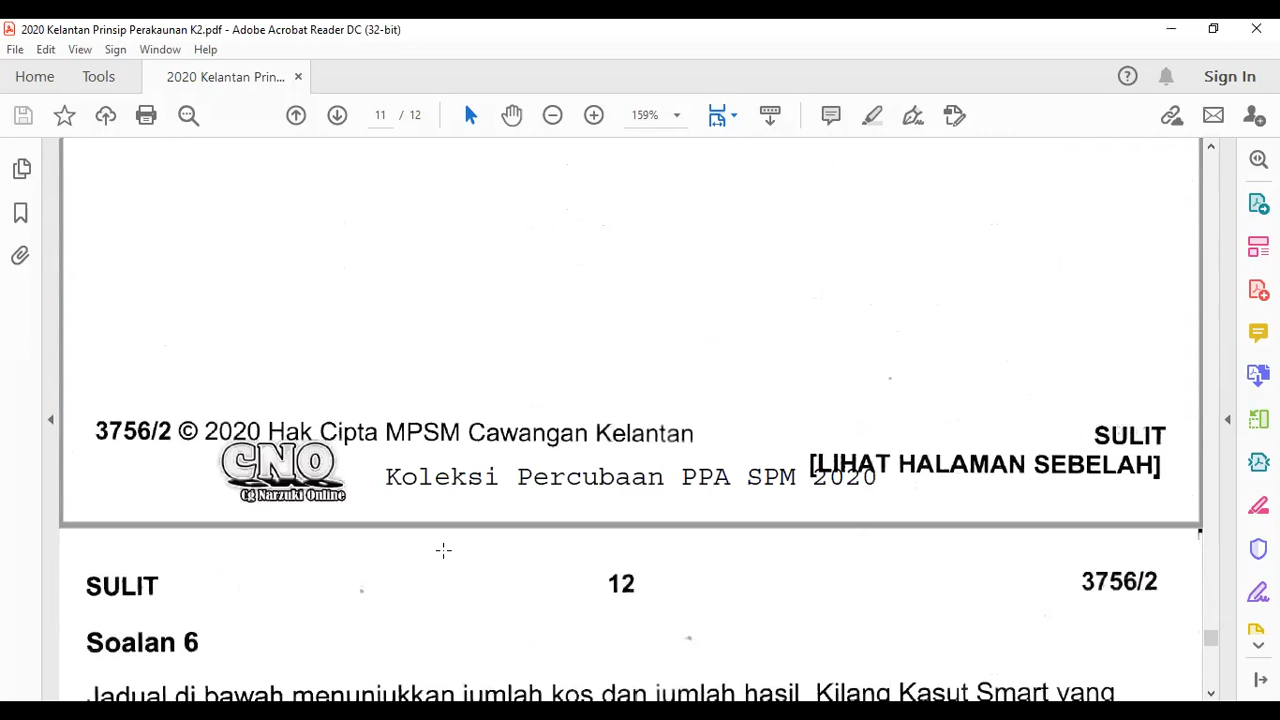 2020 Kelantan Prinsip Perakaunan K2.pdf - Adobe Acrobat Reader DC (32-bit)
File Edit View Sign Window Help
Home Tools 2020 Kelantan Prin... × Sign In
11 / 12 159%
3756/2 © 2020 Hak Cipta MPSM Cawangan Kelantan
SULIT
[LIHAT HALAMAN SEBELAH]
CNO
Cg Narzuki Online
Koleksi Percubaan PPA SPM 2020
SULIT 12 3756/2
Soalan 6
Jadual di bawah menunjukkan jumlah kos dan jumlah hasil Kilang Kasut Smart yang